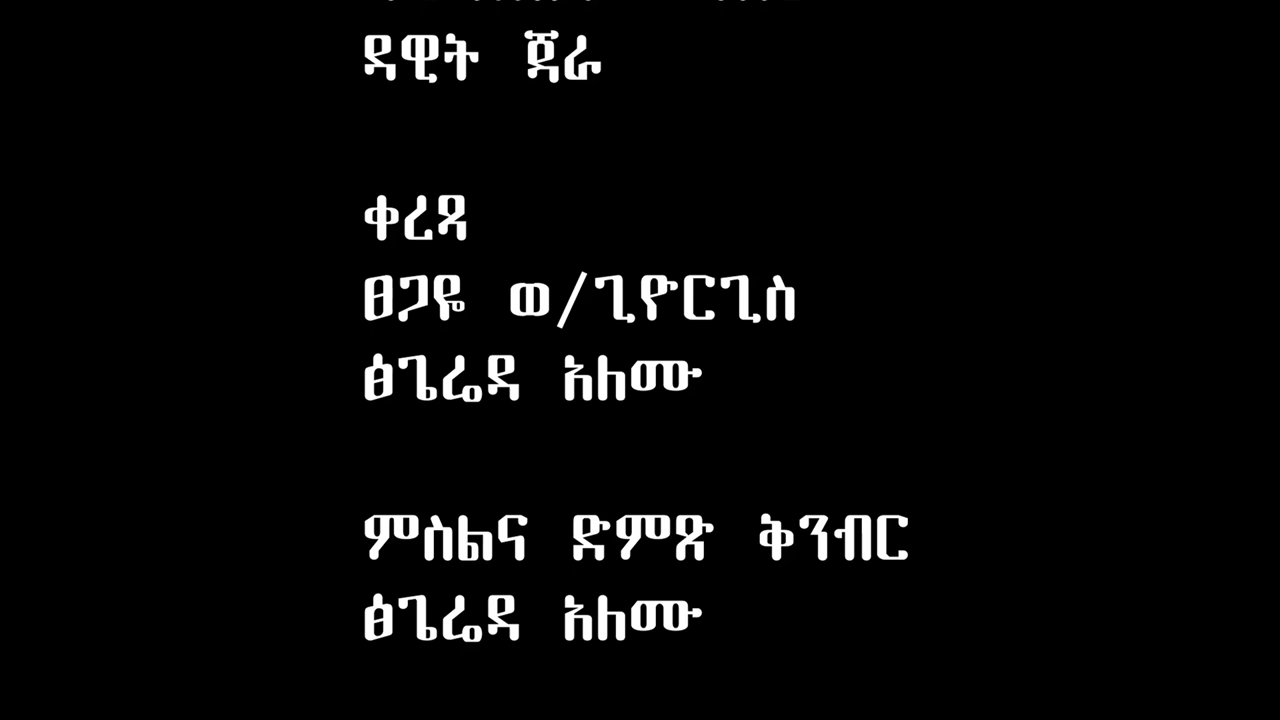 ዳዊት ጃራ
ቀረጻ
ፀጋዬ ወ/ጊዮርጊስ
ፅጌሬዳ አለሙ
ምስልና ድምጽ ቅንብር
ፅጌሬዳ አለሙ